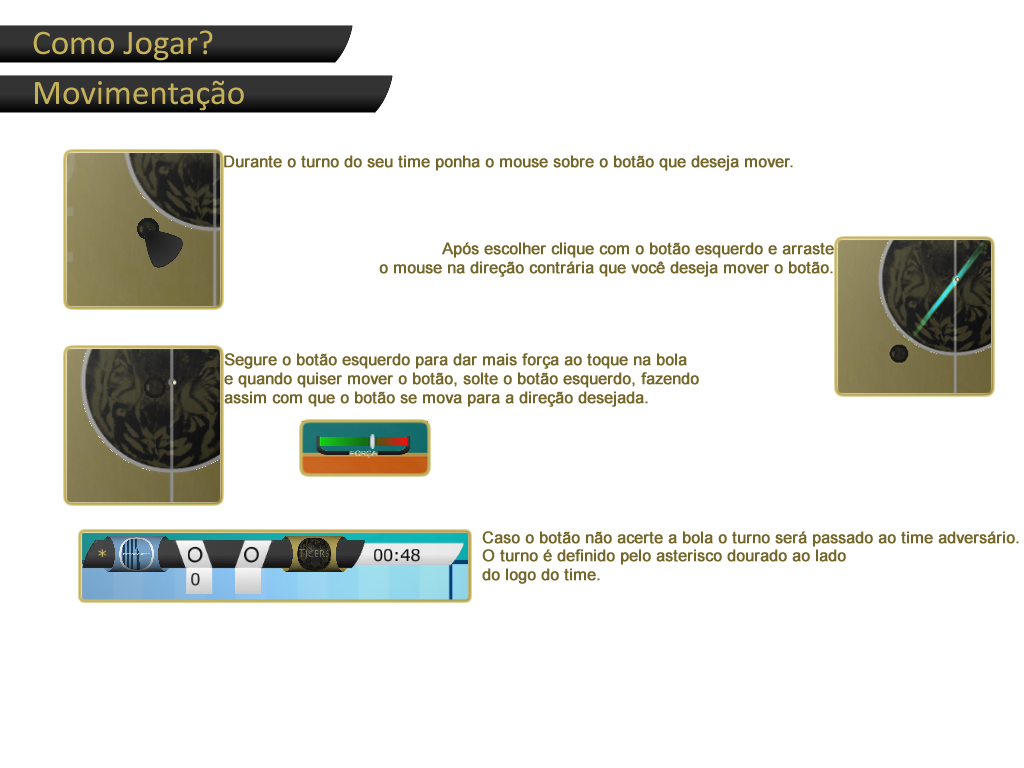 Como Jogar?
Movimentação
Durante o turno do seu time ponha o mouse sobre o botão que deseja mover.
Após escolher clique com o botão esquerdo e arraste
o mouse na direção contrária que você deseja mover o botão.
Segure o botão esquerdo para dar mais força ao toque na bola
e quando quiser mover o botão, solte o botão esquerdo, fazendo
assim com que o botão se mova para a direção desejada.
FORÇA
* 0 0 TIGERS 00:48
0
Caso o botão não acerte a bola o turno será passado ao time adversário.
O turno é definido pelo asterisco dourado ao lado
do logo do time.